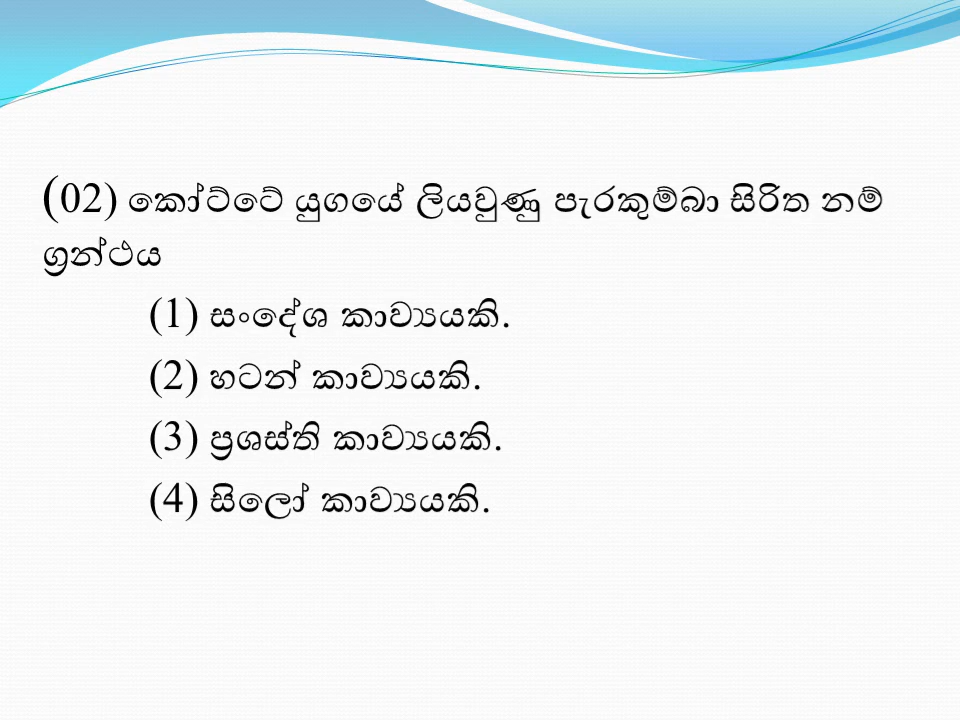 (02) කෝට්ටේ යුගයේ ලියවුණු පැරකුම්බා සිරිත නම්
ග්‍රන්ථය
(1) සංදේශ කාව්‍යයකි.
(2) හටන් කාව්‍යයකි.
(3) ප්‍රශස්ති කාව්‍යයකි.
(4) සිලෝ කාව්‍යයකි.